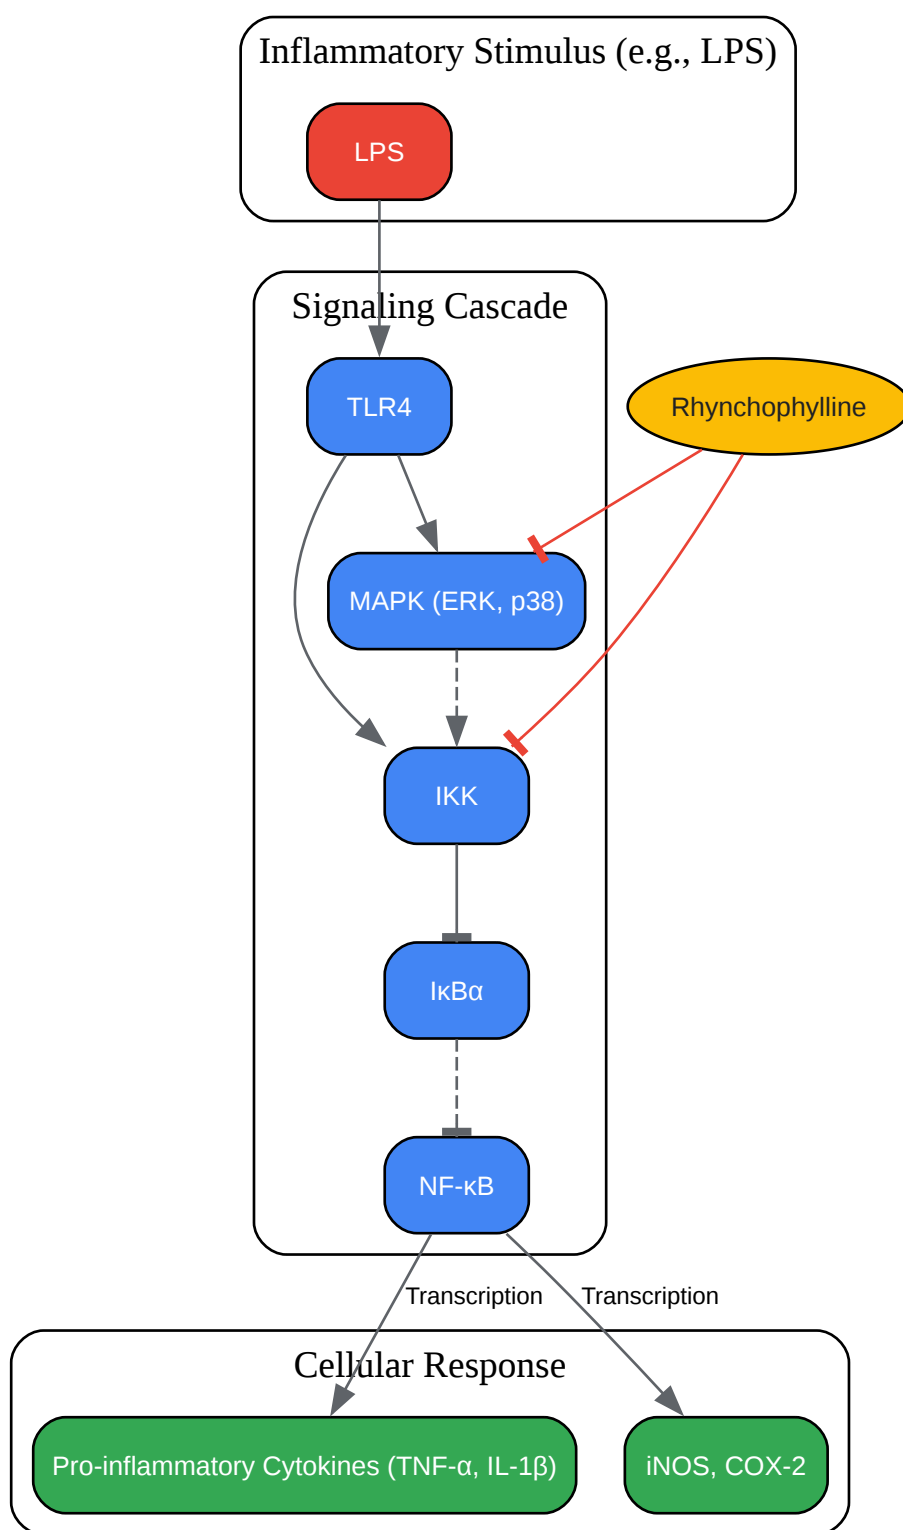 Inflammatory Stimulus (e.g., LPS)
LPS
Signaling Cascade
TLR4
Rhynchophylline
MAPK (ERK, p38)
IKK
IκBα
NF-κB
Transcription
Transcription
Cellular Response
Pro-inflammatory Cytokines (TNF-α, IL-1β)
iNOS, COX-2